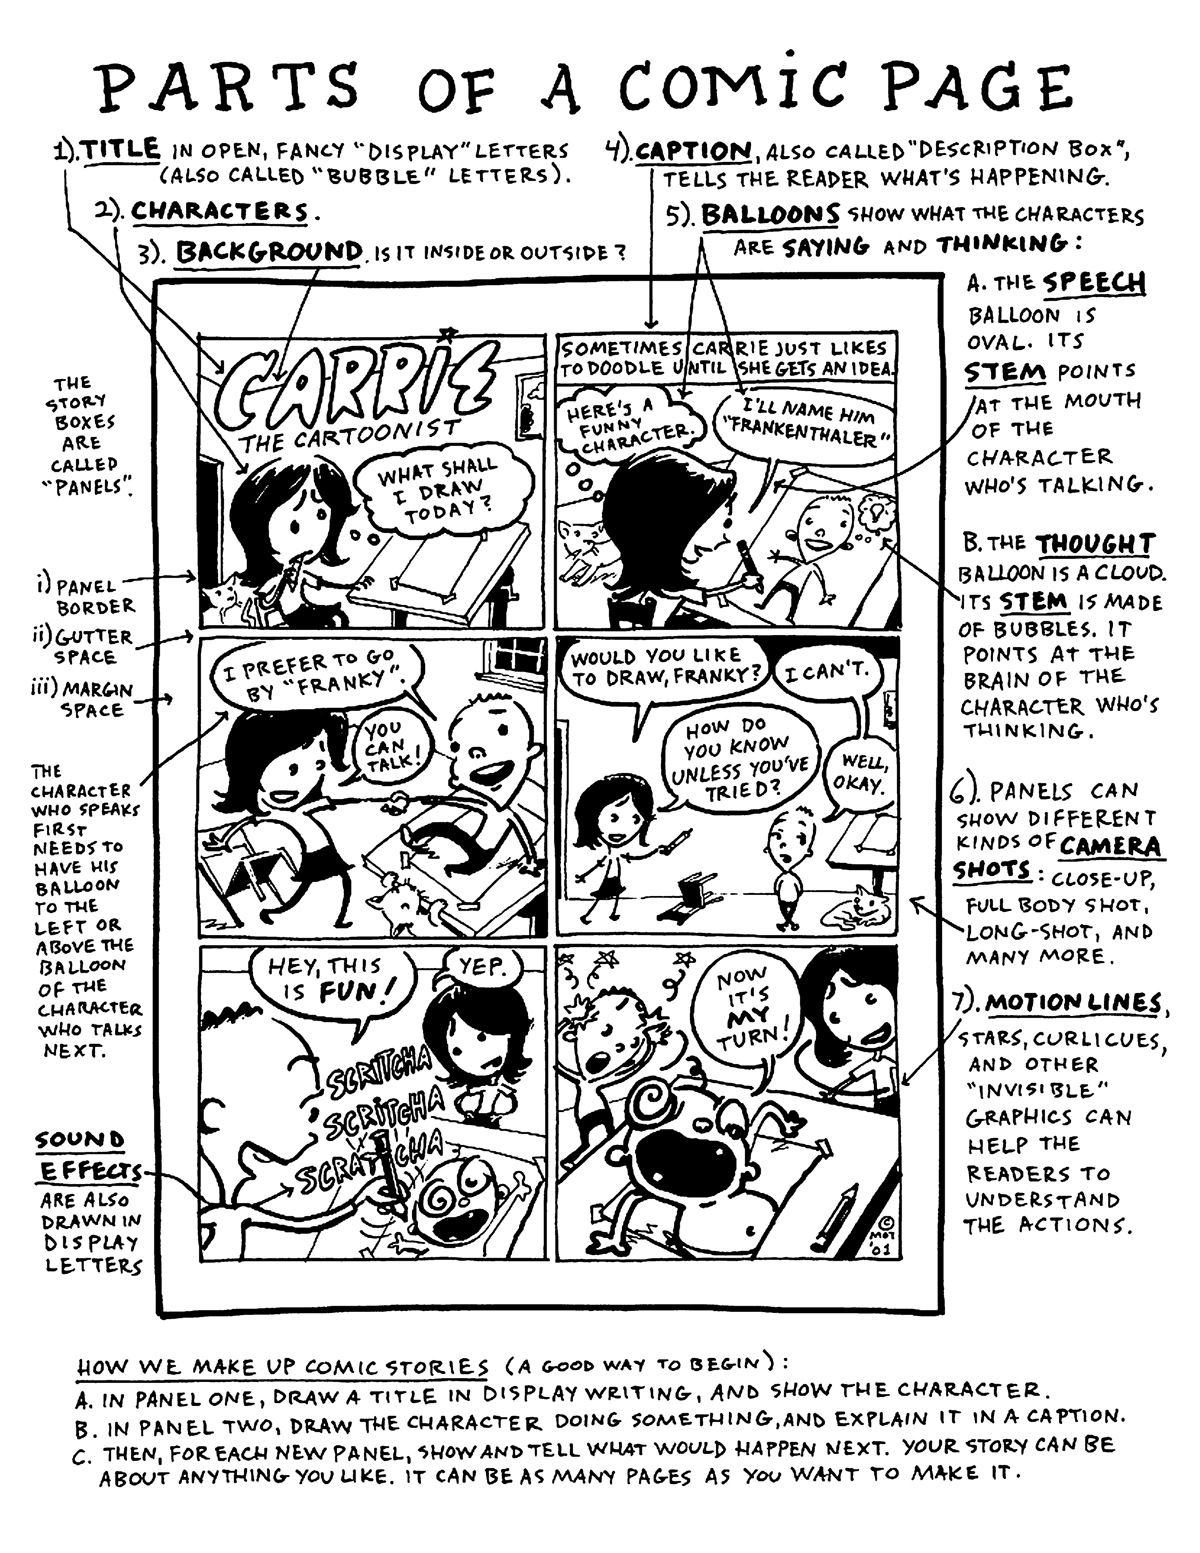 PARTS OF A COMIC PAGE
1). TITLE IN OPEN, FANCY "DISPLAY" LETTERS
(ALSO CALLED "BUBBLE" LETTERS).
2). CHARACTERS.
3). BACKGROUND. IS IT INSIDE OR OUTSIDE?
4). CAPTION, ALSO CALLED "DESCRIPTION BOX",
TELLS THE READER WHAT'S HAPPENING.
5). BALLOONS SHOW WHAT THE CHARACTERS
ARE SAYING AND THINKING:
A. THE SPEECH
BALLOON IS
OVAL. ITS
STEM POINTS
AT THE MOUTH
OF THE
CHARACTER
WHO'S TALKING.
B. THE THOUGHT
BALLOON IS A CLOUD.
ITS STEM IS MADE
OF BUBBLES. IT
POINTS AT THE
BRAIN OF THE
CHARACTER WHO'S
THINKING.
6). PANELS CAN
SHOW DIFFERENT
KINDS OF CAMERA
SHOTS: CLOSE-UP,
FULL BODY SHOT,
LONG-SHOT, AND
MANY MORE.
7). MOTION LINES,
STARS, CURLICUES,
AND OTHER
"INVISIBLE"
GRAPHICS CAN
HELP THE
READERS TO
UNDERSTAND
THE ACTIONS.
THE
STORY
BOXES
ARE
CALLED
"PANELS".
i) PANEL
BORDER
ii) GUTTER
SPACE
iii) MARGIN
SPACE
THE
CHARACTER
WHO SPEAKS
FIRST
NEEDS TO
HAVE HIS
BALLOON
TO THE
LEFT OR
ABOVE THE
BALLOON
OF THE
CHARACTER
WHO TALKS
NEXT.
SOUND
EFFECTS
ARE ALSO
DRAWN IN
DISPLAY
LETTERS
CARRIE
THE CARTOONIST
WHAT SHALL
I DRAW
TODAY?
SOMETIMES CARRIE JUST LIKES
TO DOODLE UNTIL SHE GETS AN IDEA.
HERE'S A
FUNNY
CHARACTER.
I'LL NAME HIM
"FRANKENTHALER"
I PREFER TO GO
BY "FRANKY".
YOU
CAN
TALK!
WOULD YOU LIKE
TO DRAW, FRANKY?
I CAN'T.
HOW DO
YOU KNOW
UNLESS YOU'VE
TRIED?
WELL,
OKAY.
HEY, THIS
IS FUN!
YEP.
SCRITCHA
SCRITCHA
SCRATCHA
NOW
IT'S
MY
TURN!
©
MOT
'01
HOW WE MAKE UP COMIC STORIES (A GOOD WAY TO BEGIN):
A. IN PANEL ONE, DRAW A TITLE IN DISPLAY WRITING, AND SHOW THE CHARACTER.
B. IN PANEL TWO, DRAW THE CHARACTER DOING SOMETHING, AND EXPLAIN IT IN A CAPTION.
C. THEN, FOR EACH NEW PANEL, SHOW AND TELL WHAT WOULD HAPPEN NEXT. YOUR STORY CAN BE
ABOUT ANYTHING YOU LIKE. IT CAN BE AS MANY PAGES AS YOU WANT TO MAKE IT.